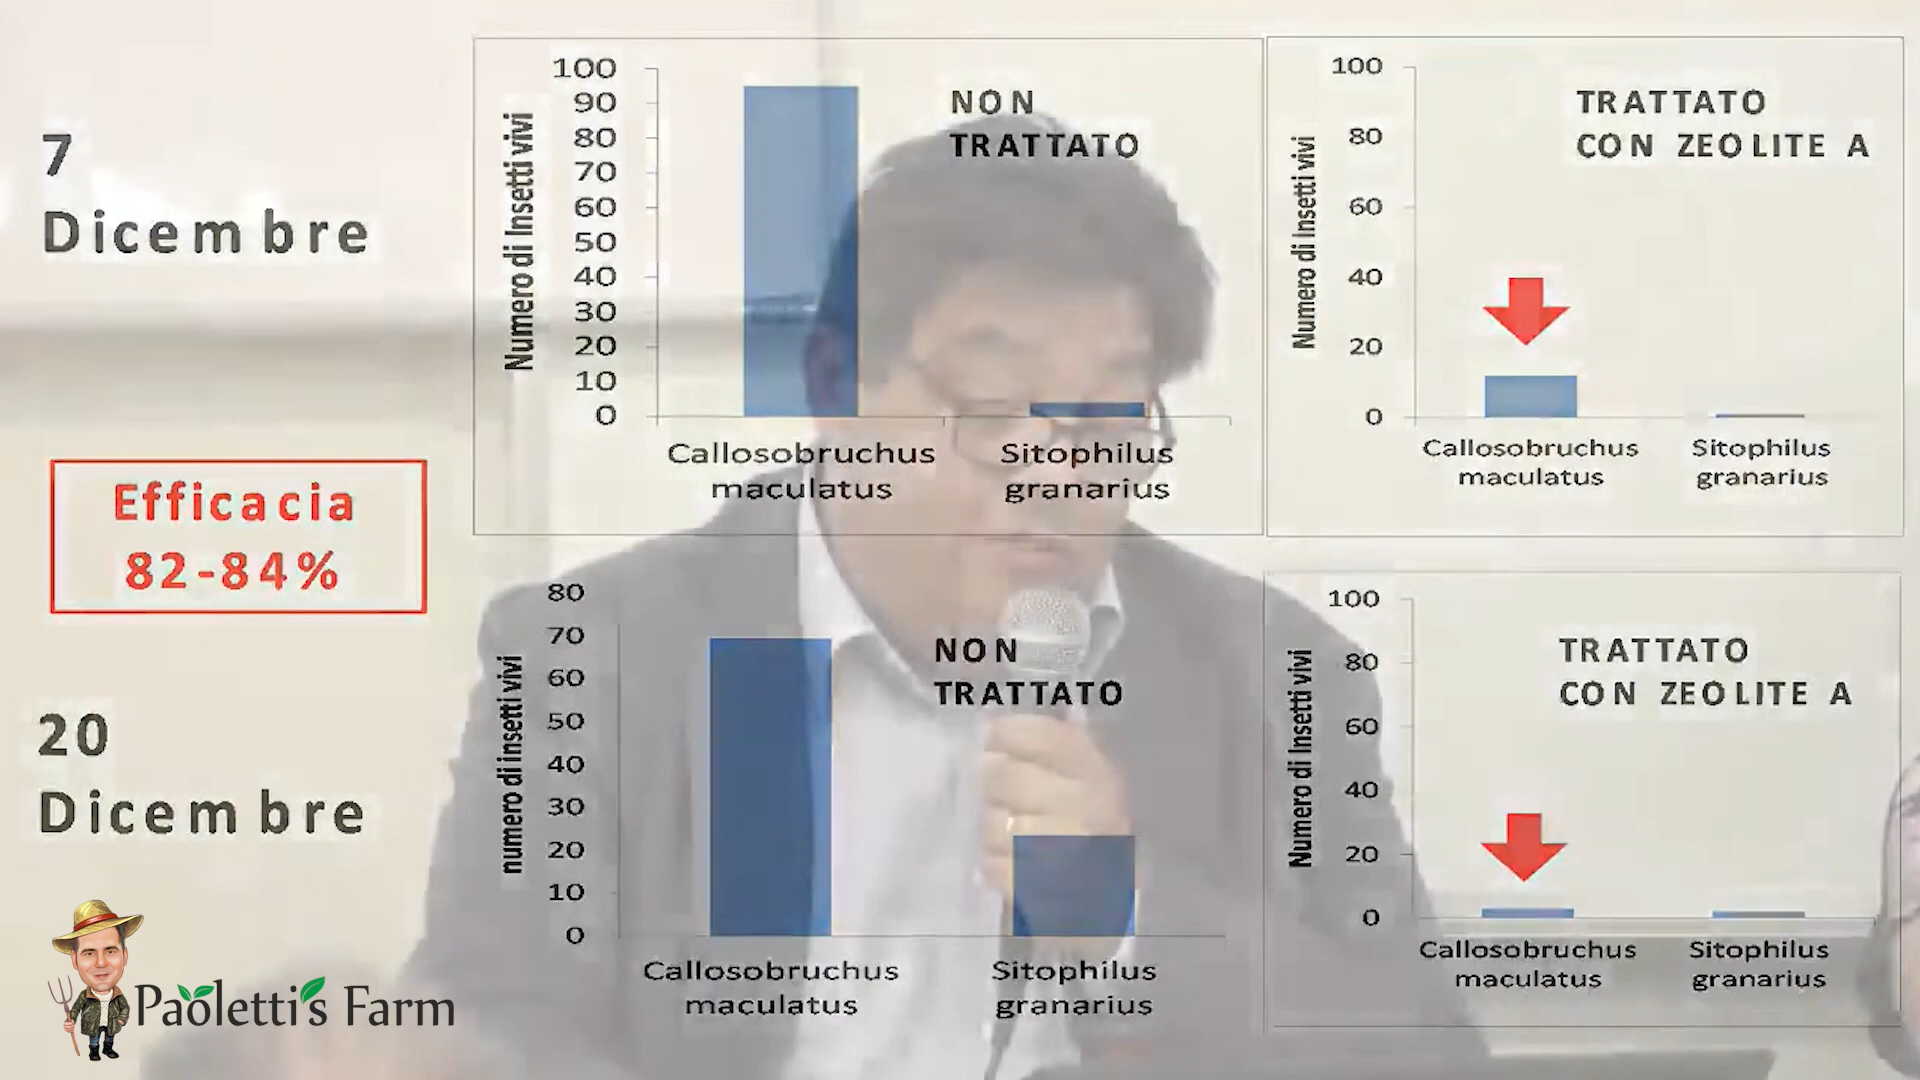 7
Dicembre
Efficacia
82-84%
20
Dicembre
Numero di Insetti vivi
100
90
80
70
60
50
40
30
20
10
0
NON
TRATTATO
Callosobruchus
maculatus
Sitophilus
granarius
Numero di Insetti vivi
100
80
60
40
20
0
TRATTATO
CON ZEOLITE A
Callosobruchus
maculatus
Sitophilus
granarius
numero di insetti vivi
80
70
60
50
40
30
20
10
0
NON
TRATTATO
Callosobruchus
maculatus
Sitophilus
granarius
Numero di Insetti vivi
100
80
60
40
20
0
TRATTATO
CON ZEOLITE A
Callosobruchus
maculatus
Sitophilus
granarius
Paoletti's Farm